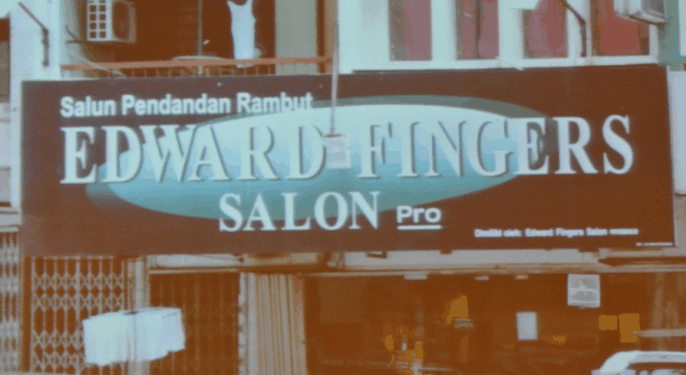 Salun Pendandan Rambut
EDWARD FINGERS
SALON Pro
Dimiliki oleh: Edward Fingers Salon